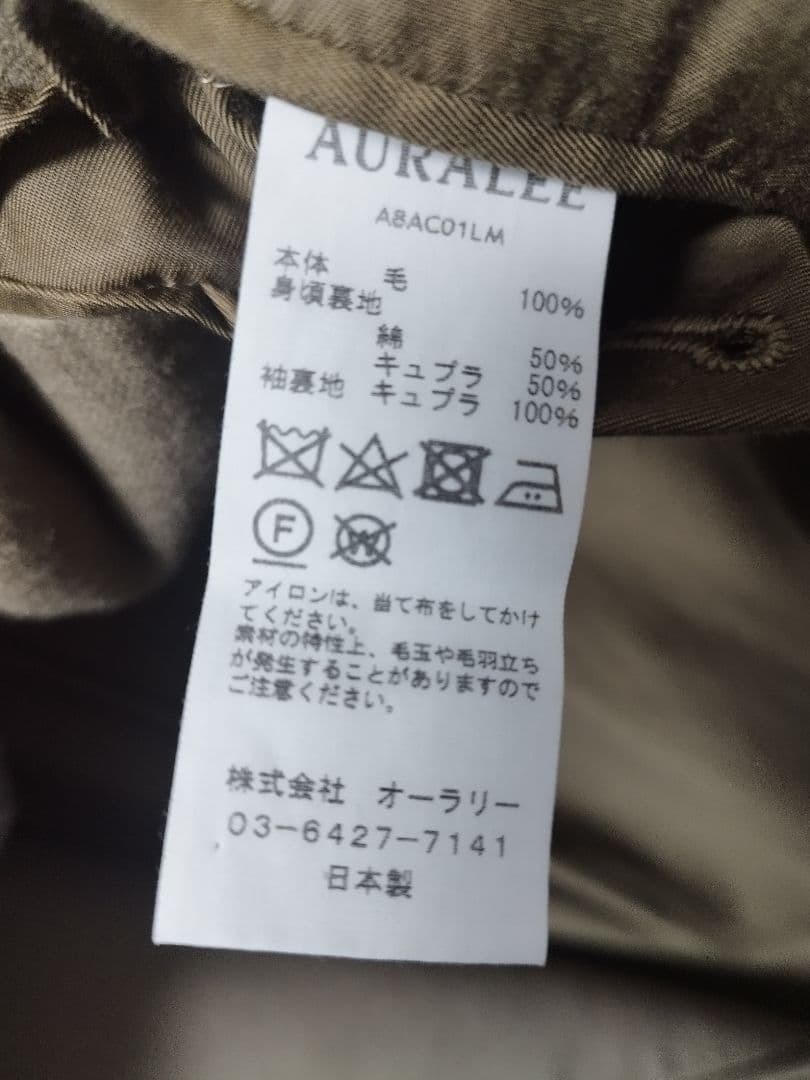 AURALEE
A8AC01LM
本体 毛 100%
身頃裏地
綿 50%
キュプラ 50%
袖裏地 キュプラ 100%
F W
アイロンは、当て布をしてかけ
てください。
素材の特性上、毛玉や毛羽立ち
が発生することがありますので
ご注意ください。
株式会社 オーラリー
03-6427-7141
日本製